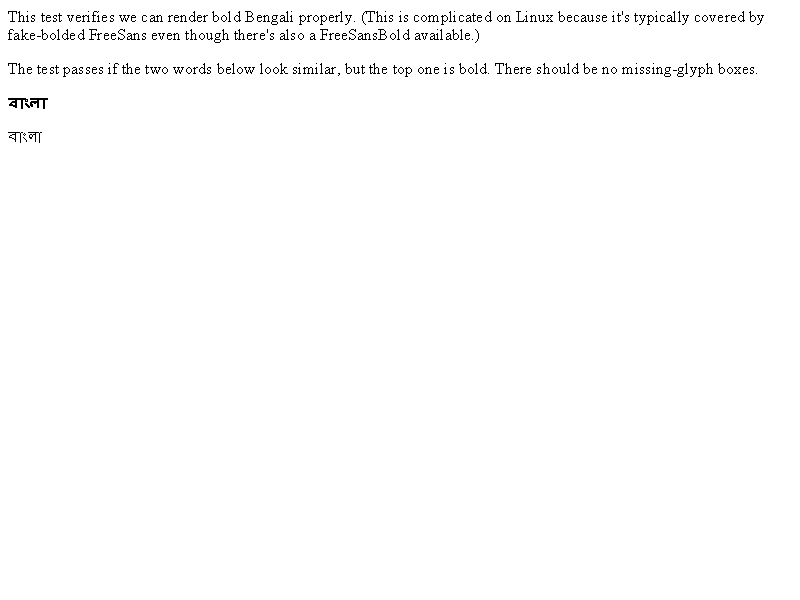 This test verifies we can render bold Bengali properly. (This is complicated on Linux because it's typically covered by
fake-bolded FreeSans even though there's also a FreeSansBold available.)
The test passes if the two words below look similar, but the top one is bold. There should be no missing-glyph boxes.
বাংলা
বাংলা